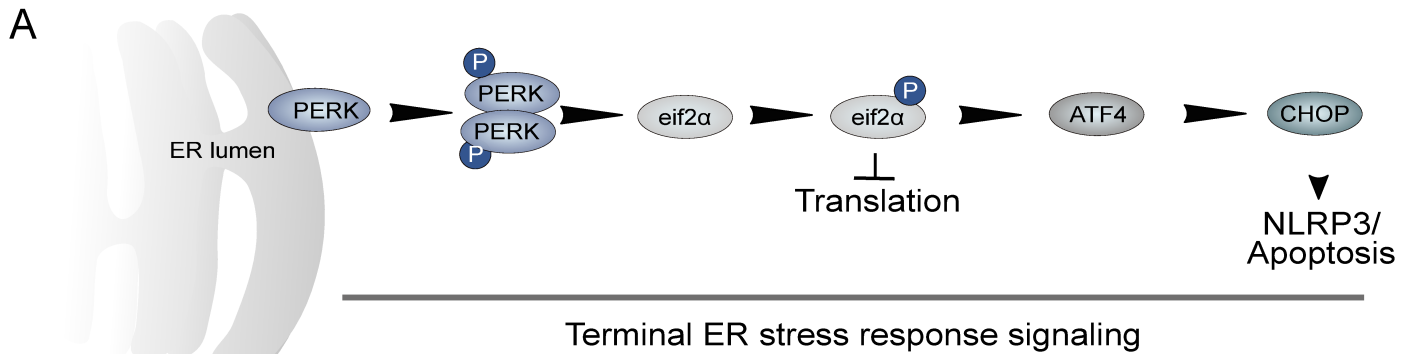 A
PERK
ER lumen
P
PERK
PERK
P
eif2α
P
eif2α
Translation
ATF4
CHOP
NLRP3/
Apoptosis
Terminal ER stress response signaling